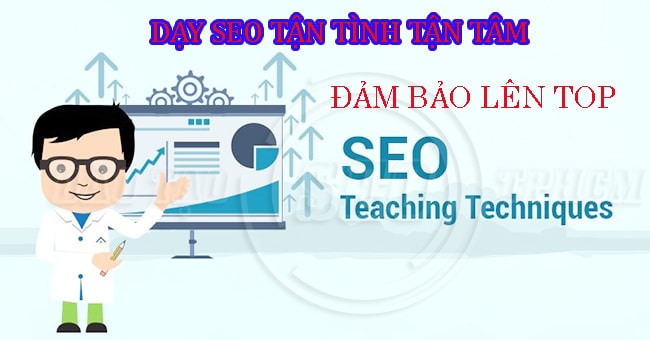 DẠY SEO TẬN TÌNH TẬN TÂM
ĐẢM BẢO LÊN TOP
SEO
Teaching Techniques